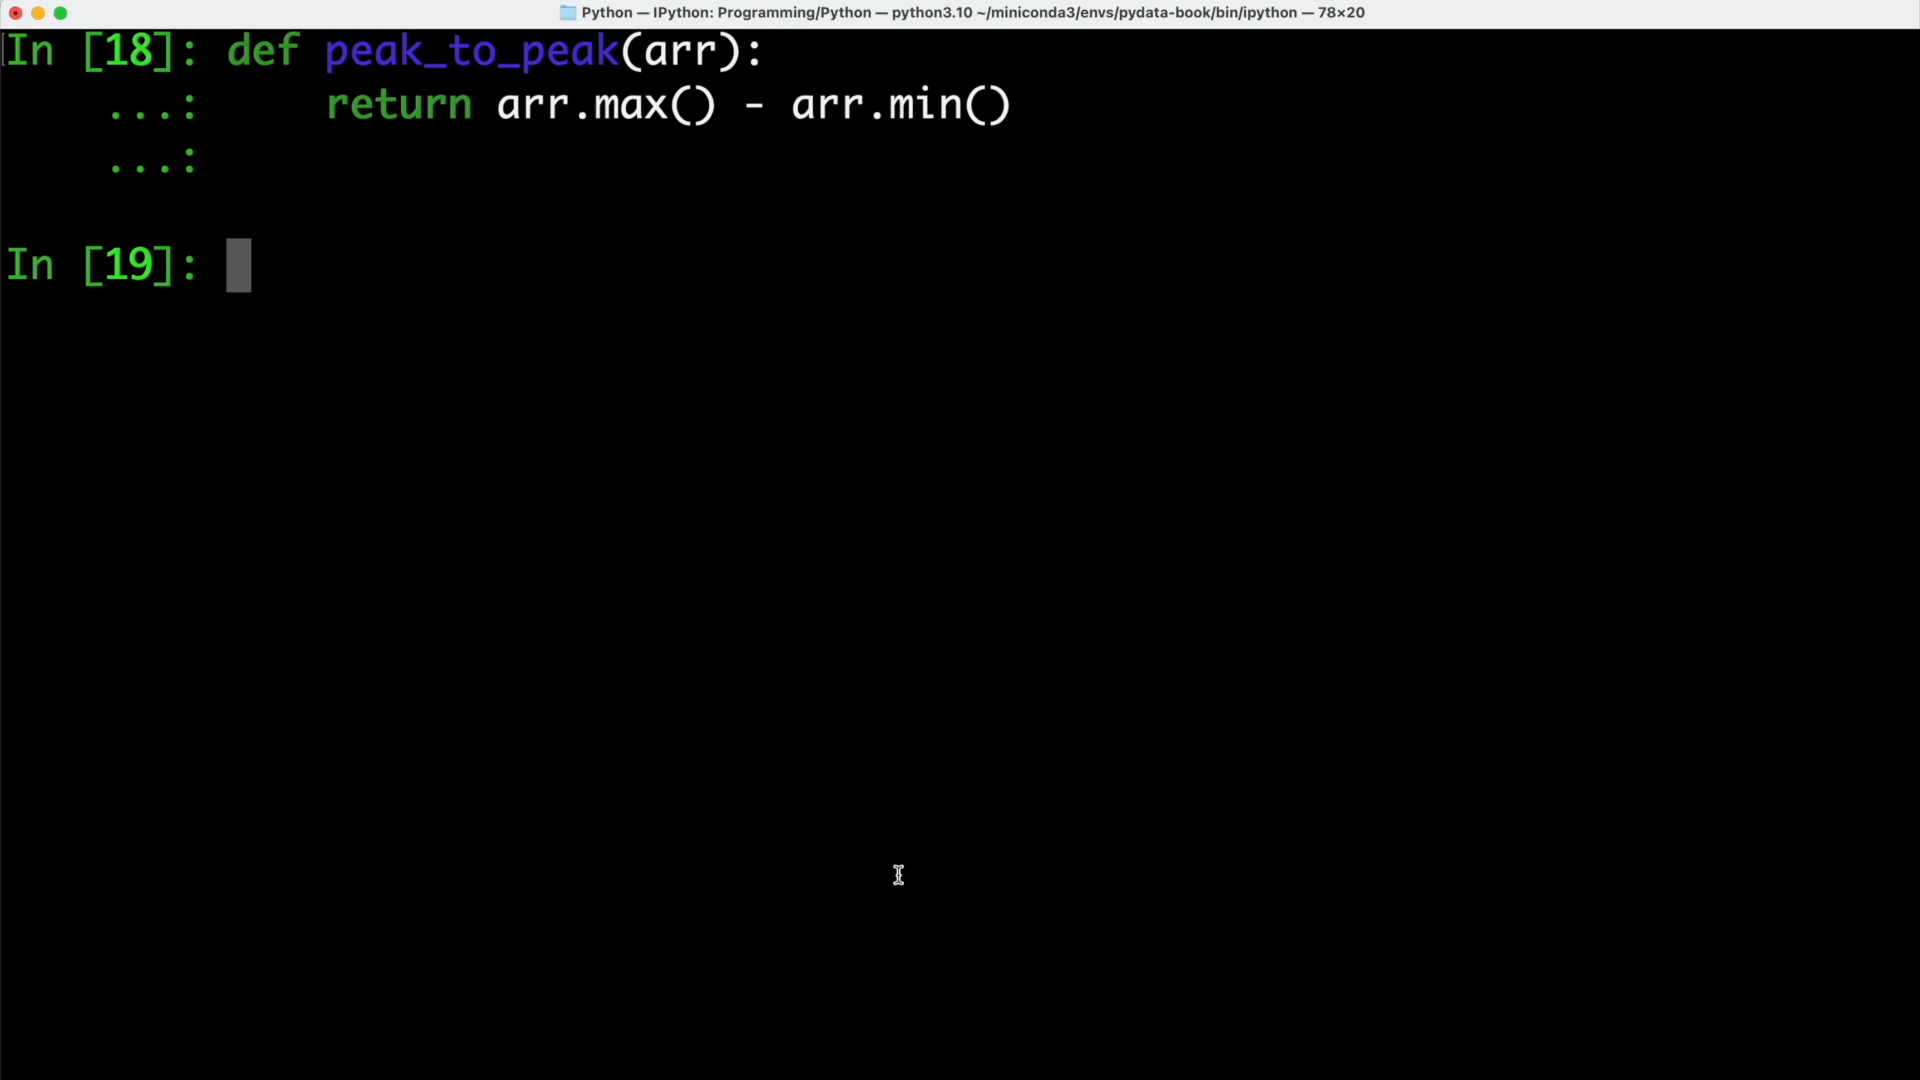 Python — IPython: Programming/Python — python3.10 ~/miniconda3/envs/pydata-book/bin/ipython — 78×20
In [18]: def peak_to_peak(arr):
    ...:     return arr.max() - arr.min()
    ...:
In [19]: